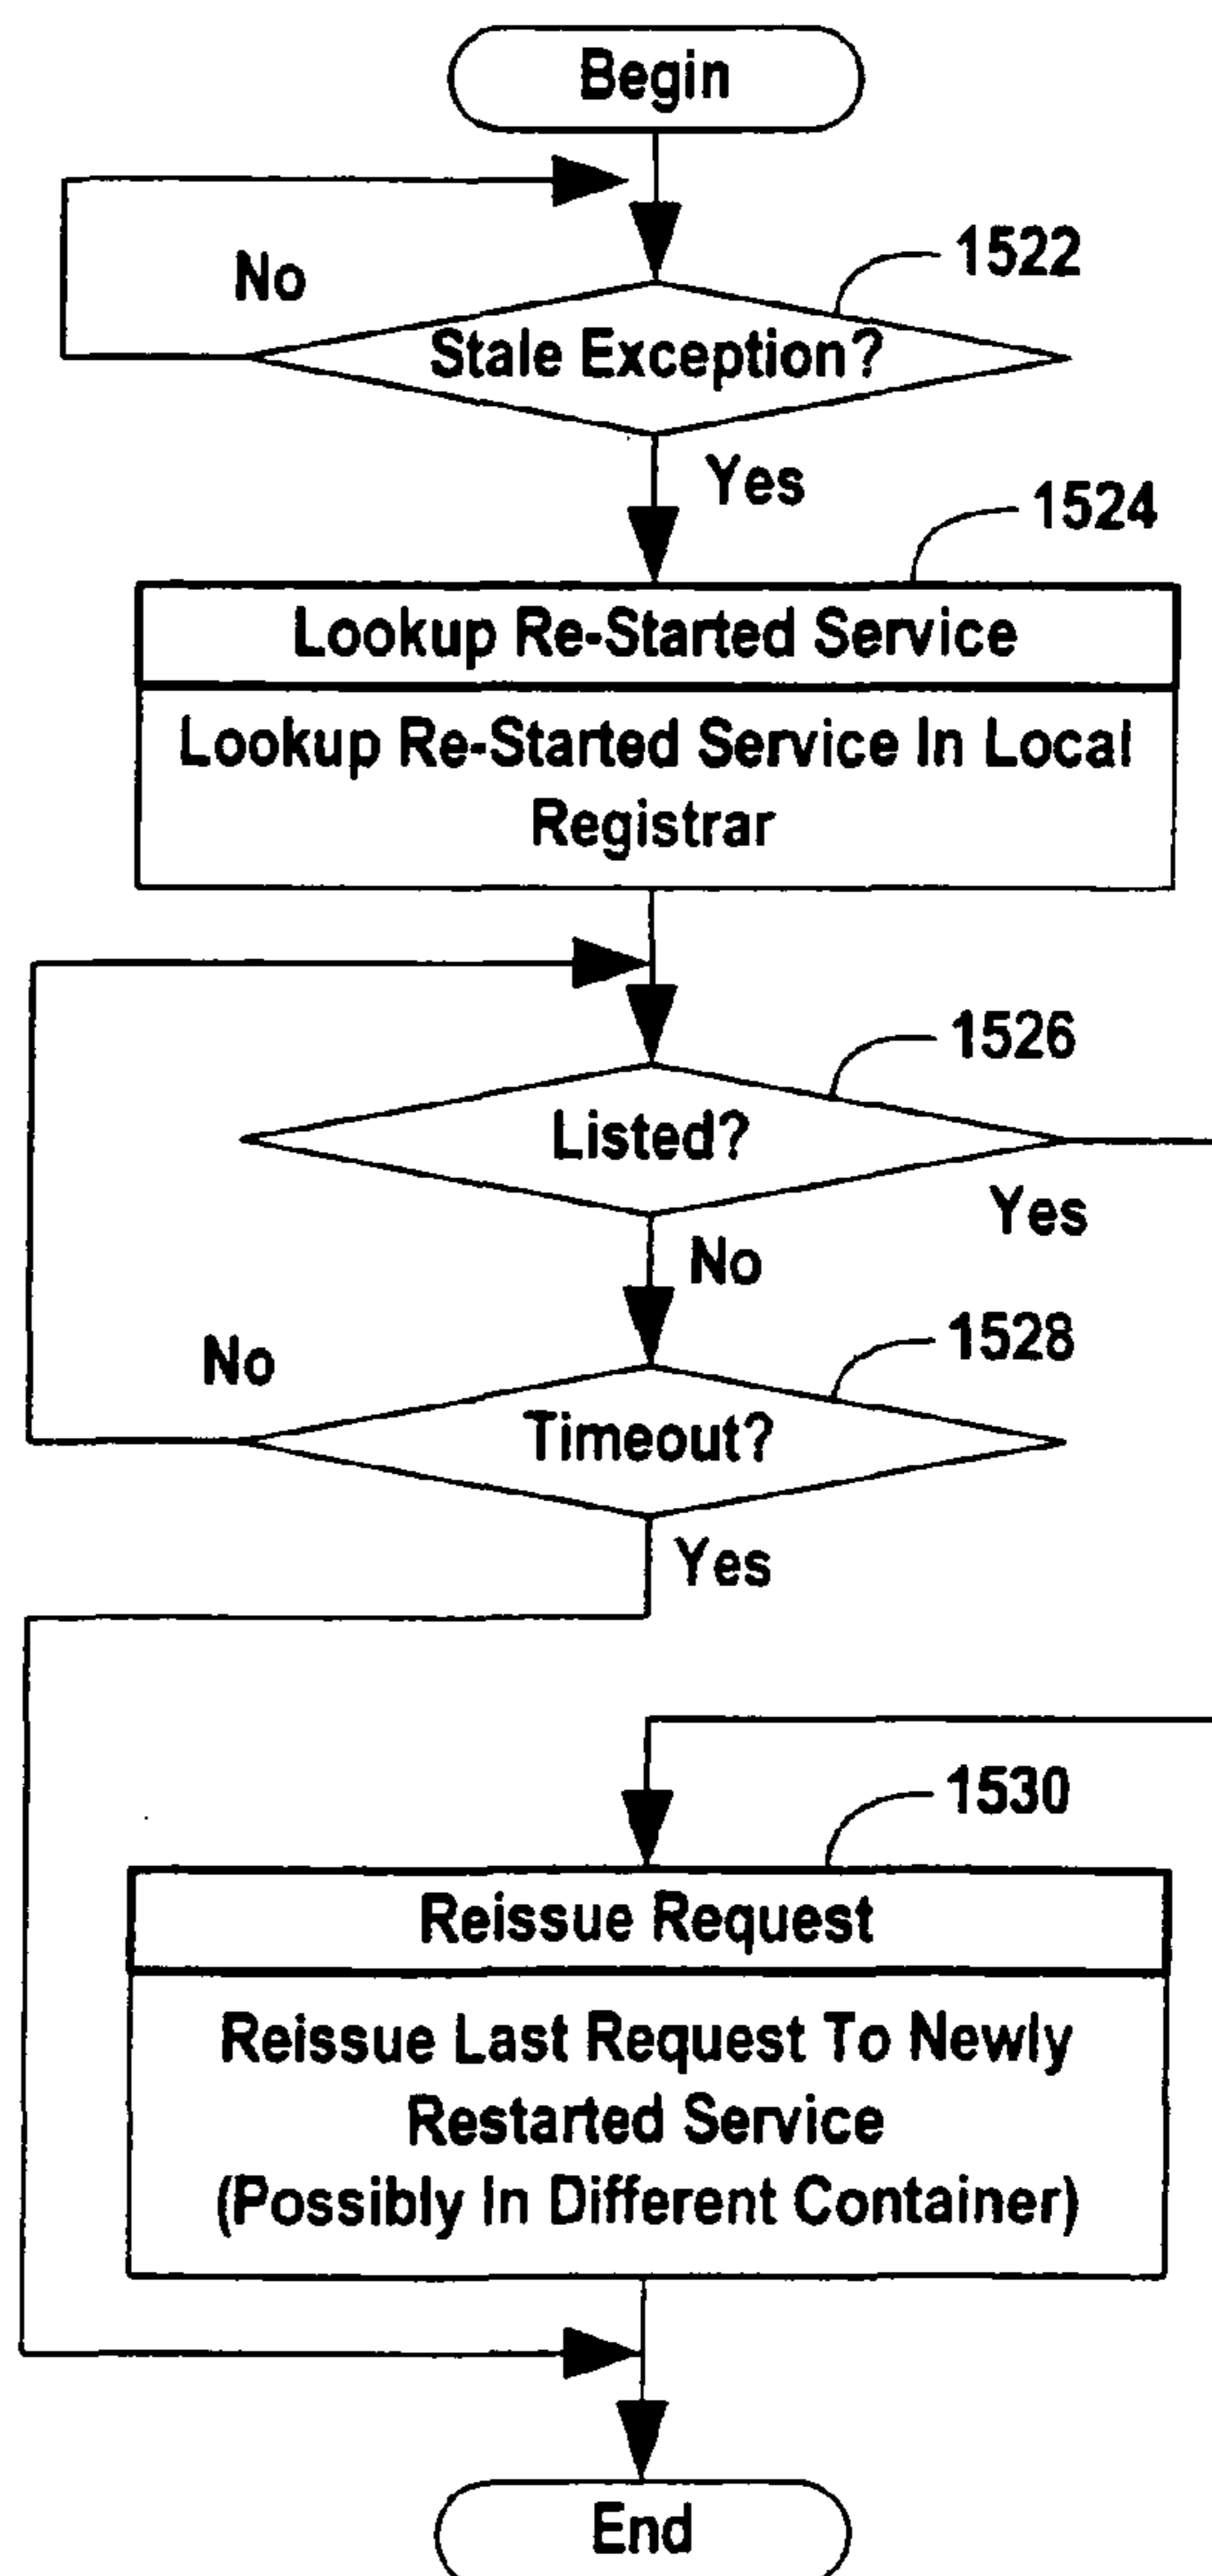 Begin
No
1522
Stale Exception?
Yes
1524
Lookup Re-Started Service
Lookup Re-Started Service In Local
Registrar
1526
Listed?
Yes
No
1528
No
Timeout?
Yes
1530
Reissue Request
Reissue Last Request To Newly
Restarted Service
(Possibly In Different Container)
End